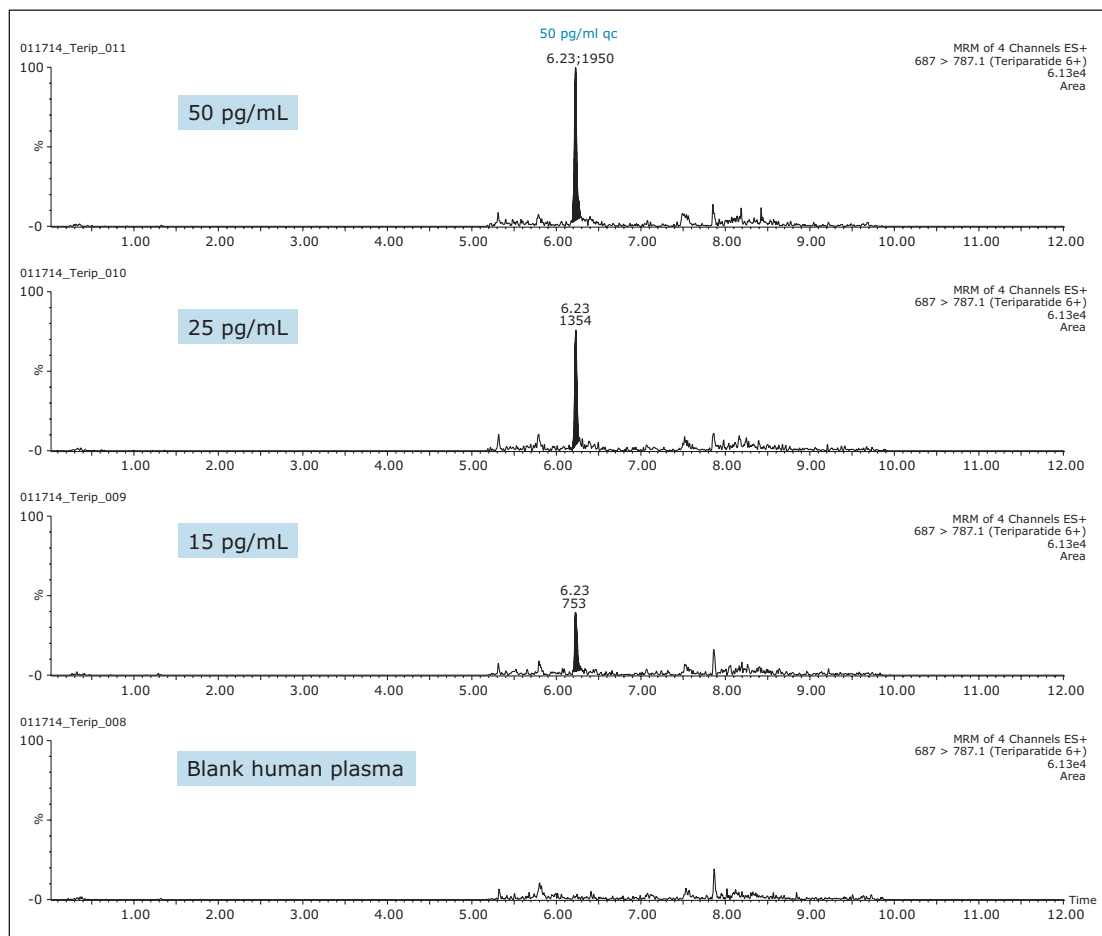 50 pg/ml qc
011714_Terip_011
6.23;1950
MRM of 4 Channels ES+
687 > 787.1 (Teriparatide 6+)
6.13e4
Area
100
50 pg/mL
%
-0
1.00 2.00 3.00 4.00 5.00 6.00 7.00 8.00 9.00 10.00 11.00 12.00
011714_Terip_010
MRM of 4 Channels ES+
687 > 787.1 (Teriparatide 6+)
6.13e4
Area
100
25 pg/mL
6.23
1354
%
-0
1.00 2.00 3.00 4.00 5.00 6.00 7.00 8.00 9.00 10.00 11.00 12.00
011714_Terip_009
MRM of 4 Channels ES+
687 > 787.1 (Teriparatide 6+)
6.13e4
Area
100
15 pg/mL
6.23
753
%
0
1.00 2.00 3.00 4.00 5.00 6.00 7.00 8.00 9.00 10.00 11.00 12.00
011714_Terip_008
MRM of 4 Channels ES+
687 > 787.1 (Teriparatide 6+)
6.13e4
Area
100
Blank human plasma
%
-0
Time
1.00 2.00 3.00 4.00 5.00 6.00 7.00 8.00 9.00 10.00 11.00 12.00